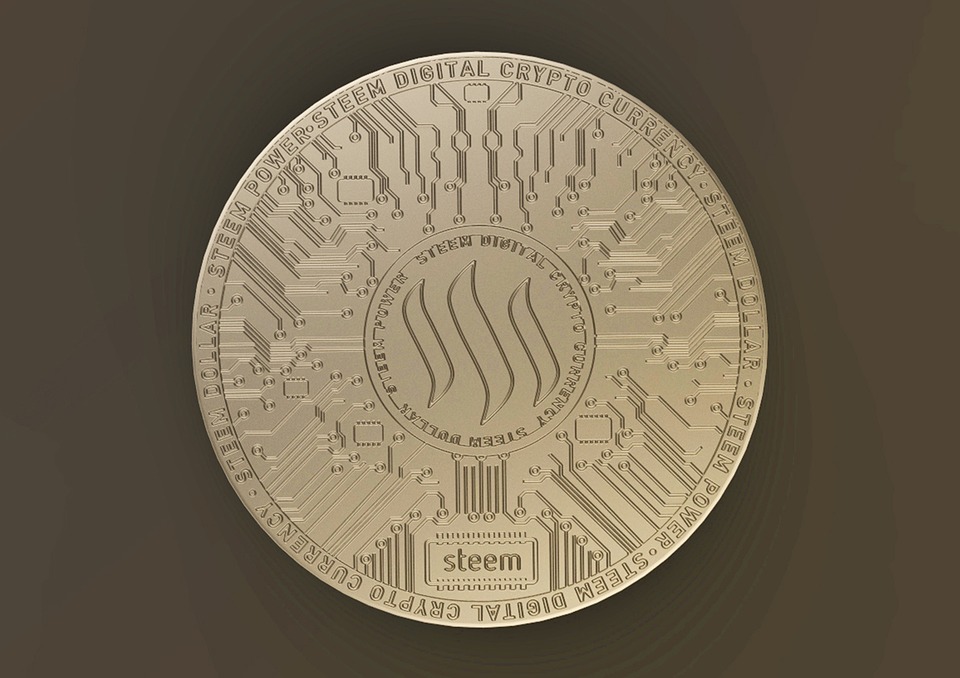 STEEM DIGITAL CRYPTO CURRENCY · STEEM DOLLAR · STEEM POWER · STEEM DIGITAL CRYPTO CURRENCY · STEEM DOLLAR · STEEM POWER ·
STEEM DIGITAL CRYPTO CURRENCY STEEM DOLLAR STEEM POWER
steem